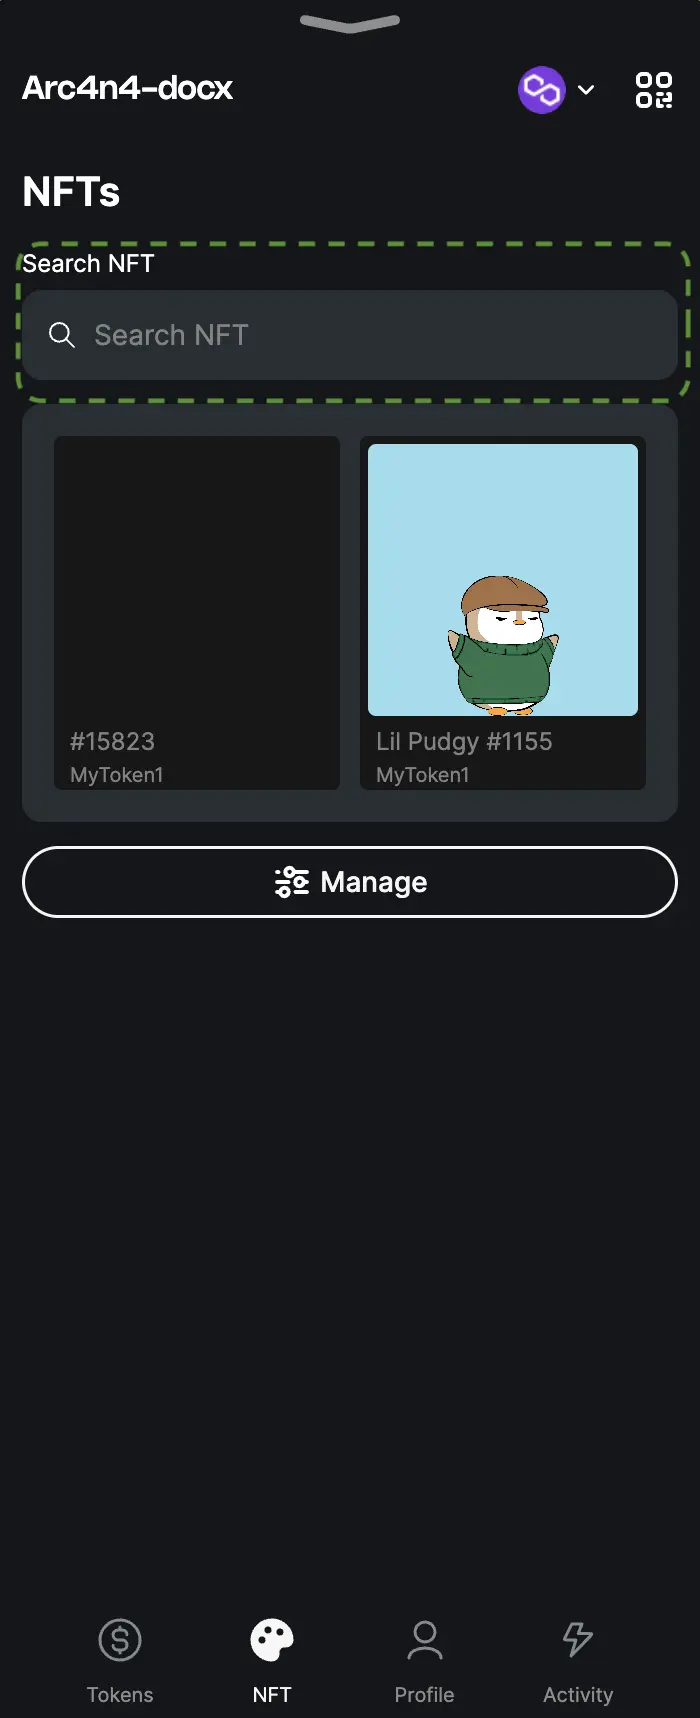 Arc4n4-docx
NFTs
Search NFT
Search NFT
#15823
MyToken1
Lil Pudgy #1155
MyToken1
Manage
Tokens
NFT
Profile
Activity